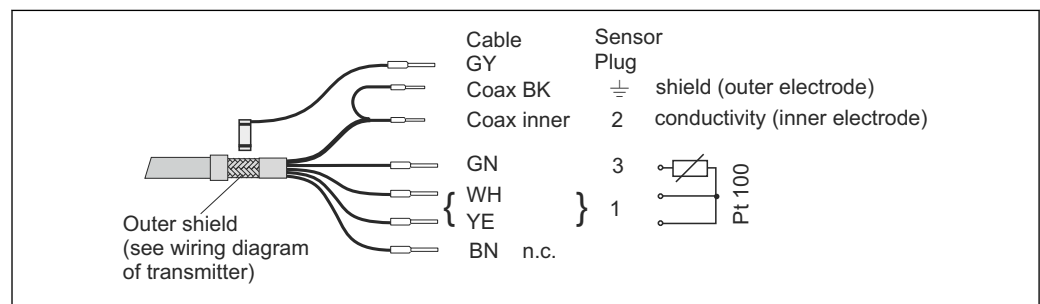 Cable Sensor
GY Plug
Coax BK ⏚ shield (outer electrode)
Coax inner 2 conductivity (inner electrode)
GN 3
WH
{ } 1
YE
Pt 100
BN n.c.
Outer shield
(see wiring diagram
of transmitter)